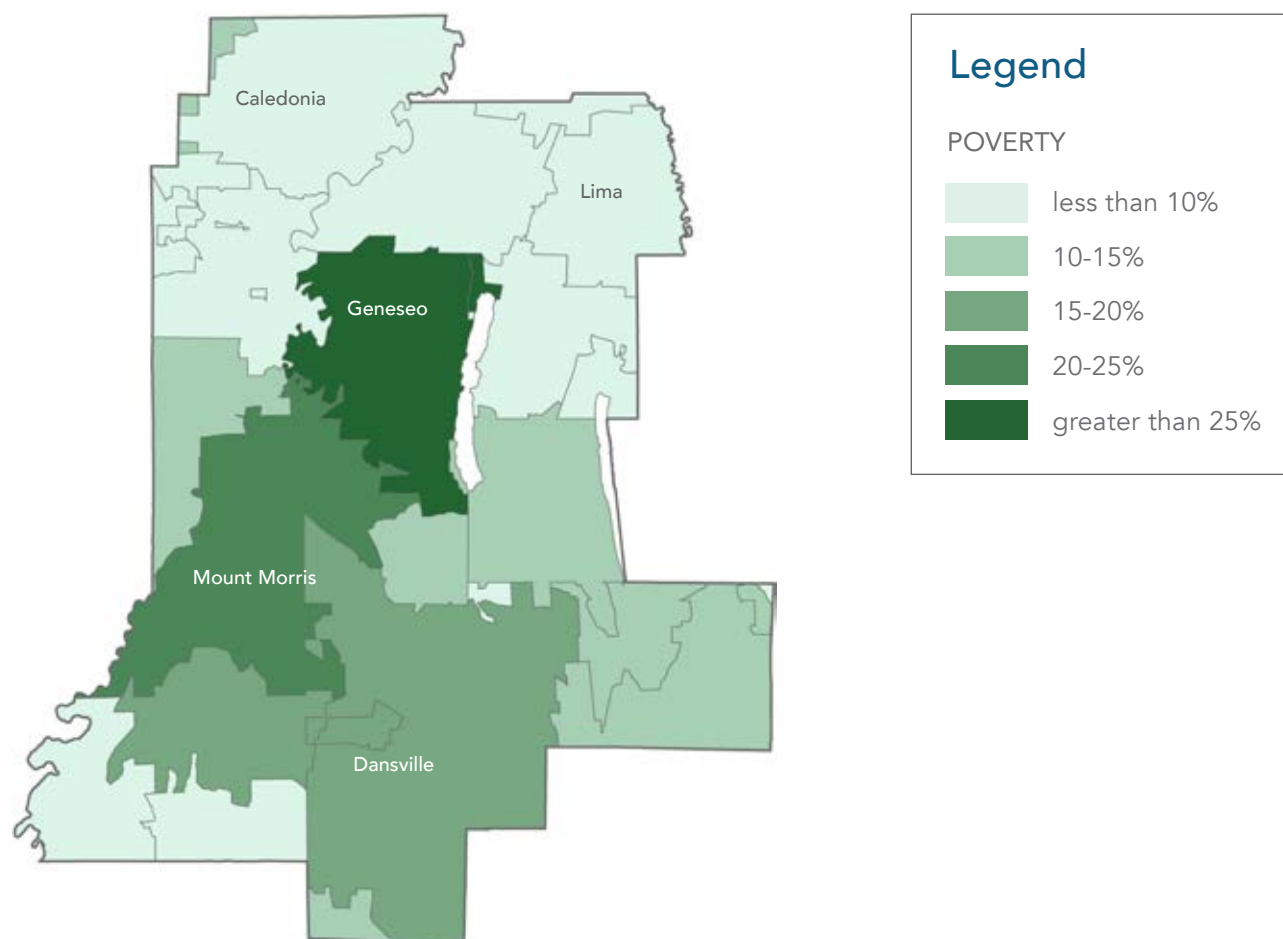 Caledonia
Lima
Geneseo
Mount Morris
Dansville
Legend
POVERTY
less than 10%
10-15%
15-20%
20-25%
greater than 25%